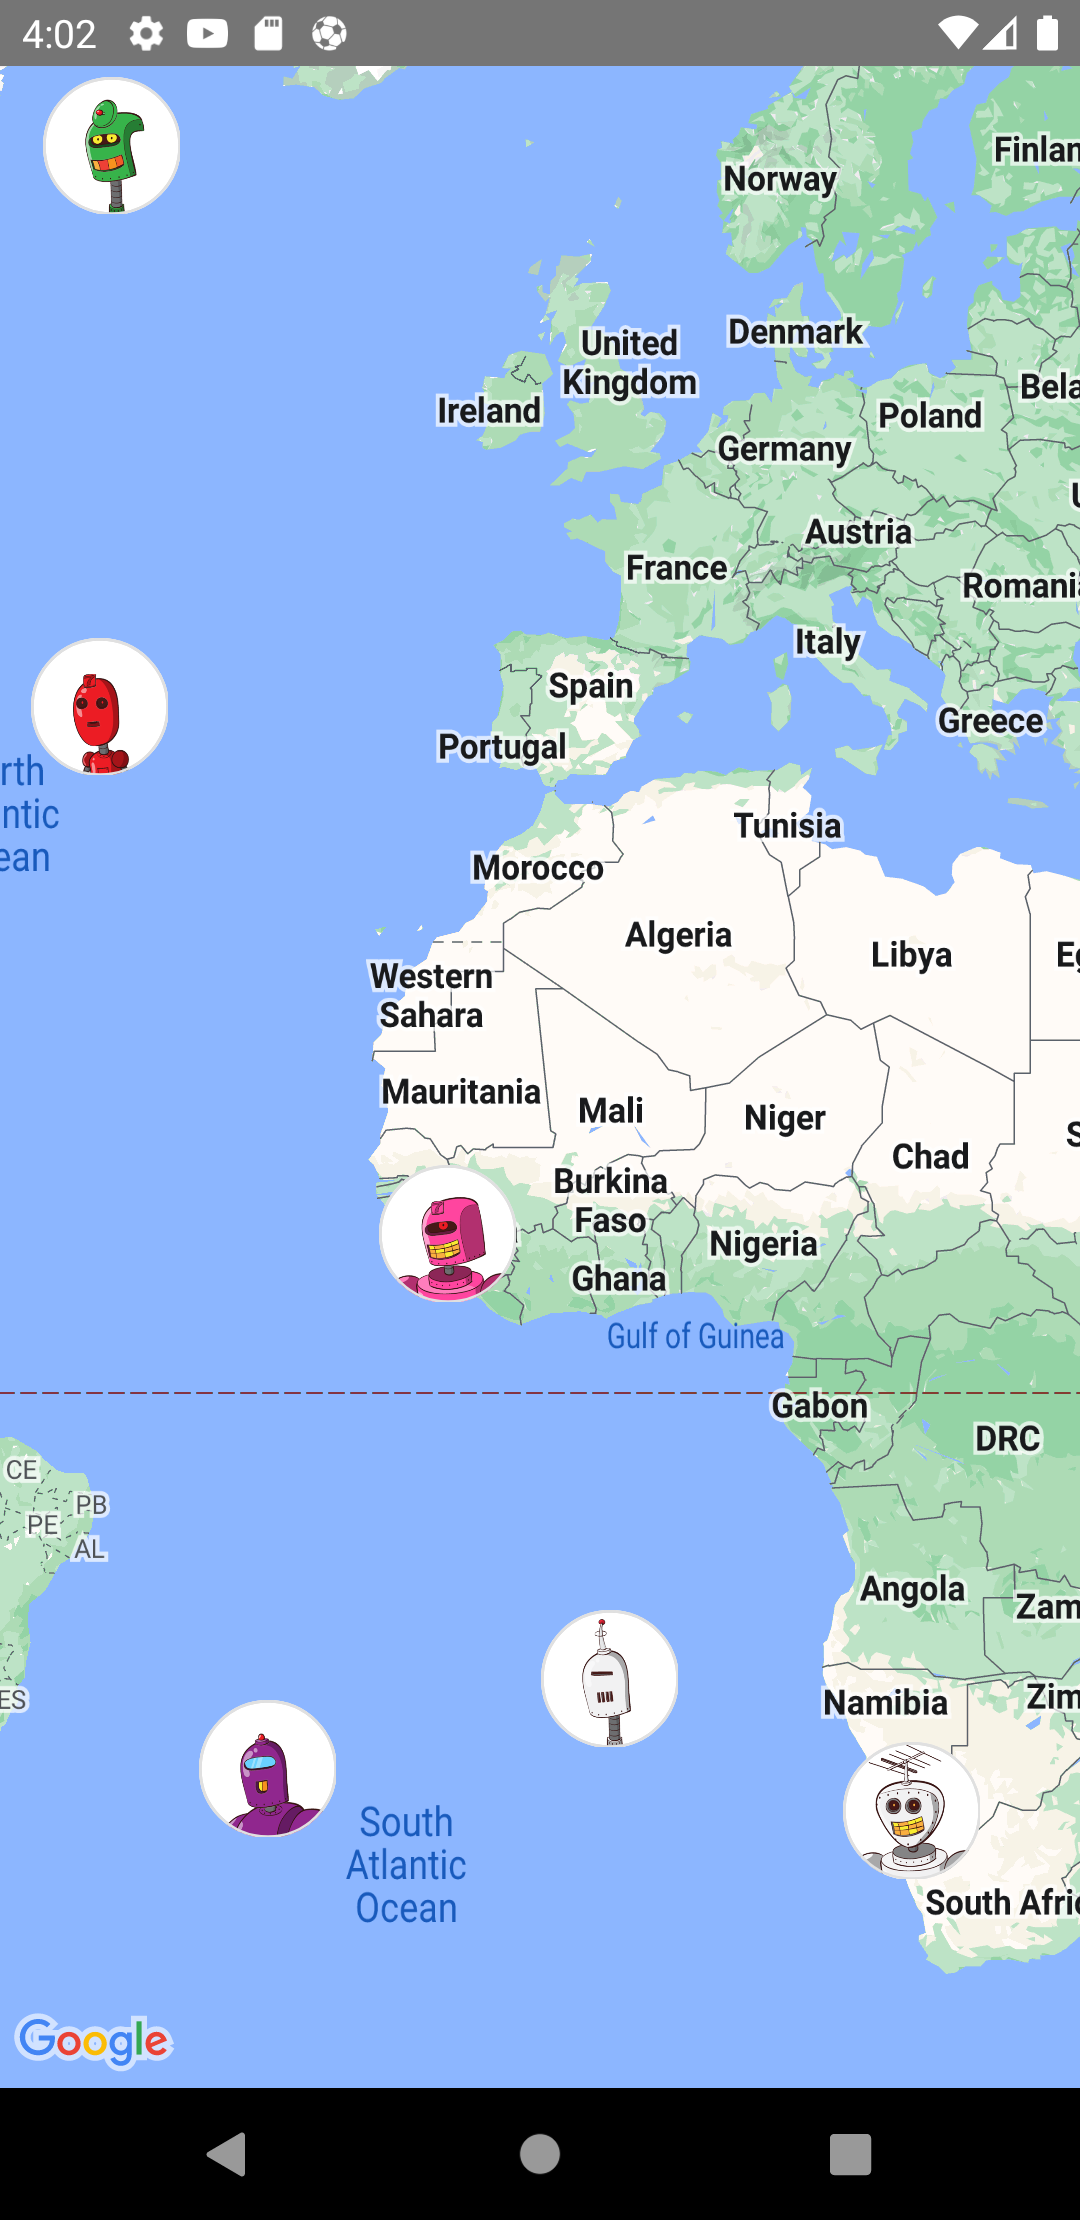 4:02
Finlan
Norway
Denmark
United
Kingdom
Bela
Ireland
Poland
Germany
U
Austria
France
Romani
Italy
Spain
Greece
Portugal
rth
ntic
ean
Tunisia
Morocco
Algeria
Libya
Eg
Western
Sahara
Mauritania
Mali
Niger
S
Chad
Burkina
Faso
Nigeria
Ghana
Gulf of Guinea
Gabon
DRC
CE
PB
PE
AL
Angola
Zam
ES
Namibia
Zim
South
Atlantic
Ocean
South Afric
Google